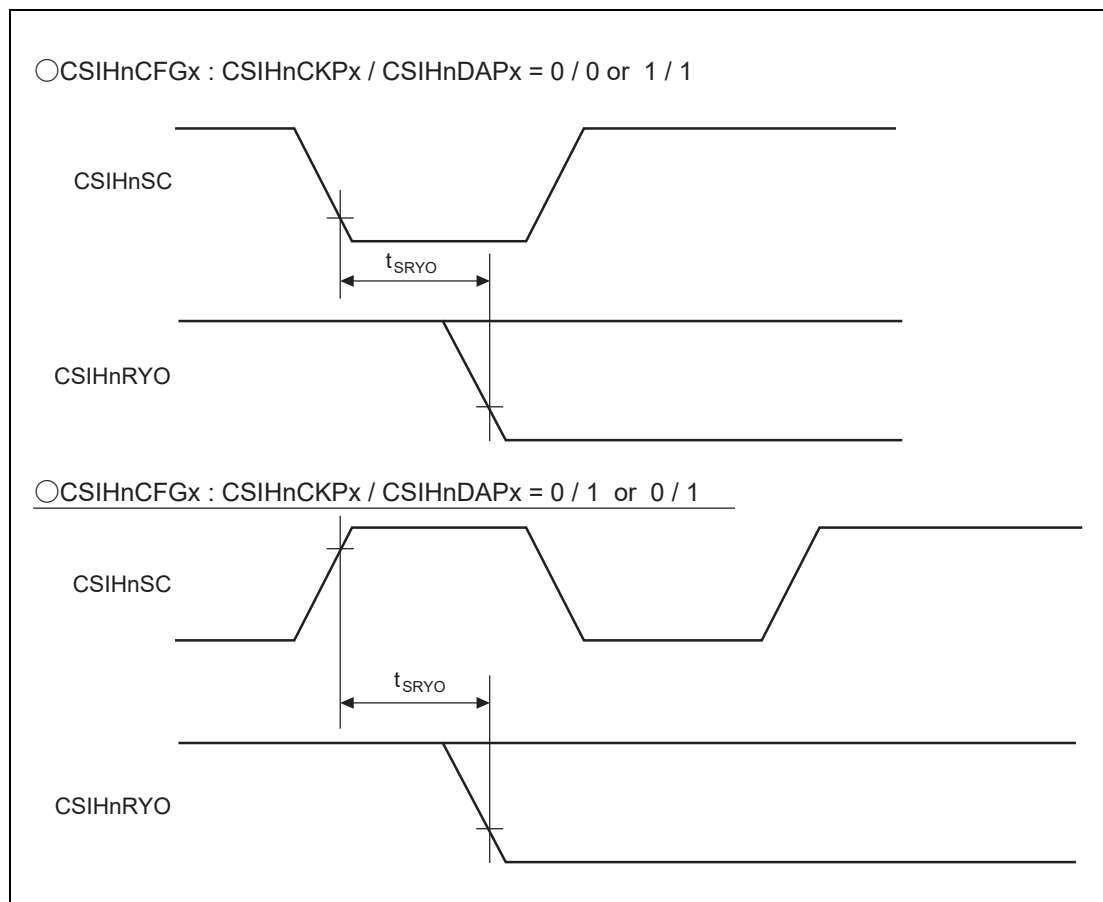 ○CSIHnCFGx : CSIHnCKPx / CSIHnDAPx = 0 / 0 or 1 / 1
CSIHnSC
tSRYO
CSIHnRYO
○CSIHnCFGx : CSIHnCKPx / CSIHnDAPx = 0 / 1 or 0 / 1
CSIHnSC
tSRYO
CSIHnRYO